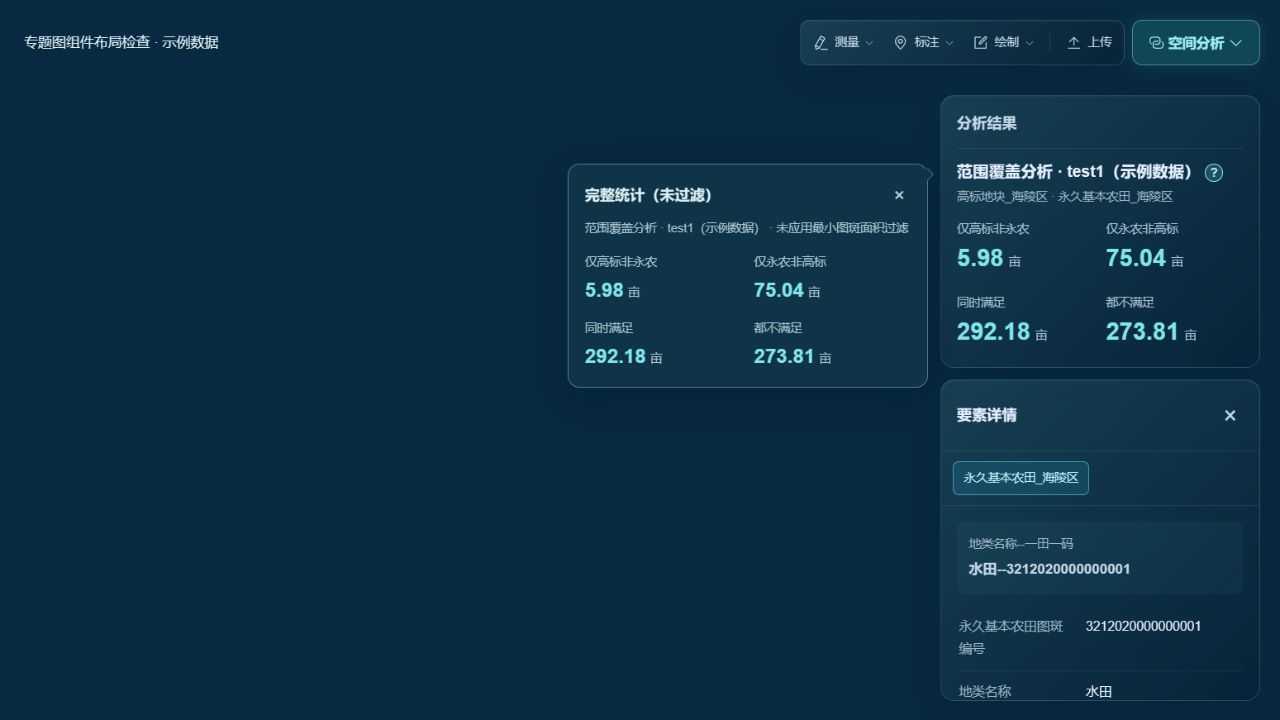 专题图组件布局检查 · 示例数据
测量 标注 绘制 上传 空间分析
分析结果
范围覆盖分析 · test1（示例数据） ?
高标地块_海陵区 · 永久基本农田_海陵区
仅高标非永农 仅永农非高标
5.98 亩 75.04 亩
同时满足 都不满足
292.18 亩 273.81 亩
完整统计（未过滤） ×
范围覆盖分析 · test1（示例数据） · 未应用最小图斑面积过滤
仅高标非永农 仅永农非高标
5.98 亩 75.04 亩
同时满足 都不满足
292.18 亩 273.81 亩
要素详情 ×
永久基本农田_海陵区
地类名称--一田一码
水田--3212020000000001
永久基本农田图斑 3212020000000001
编号
地类名称 水田